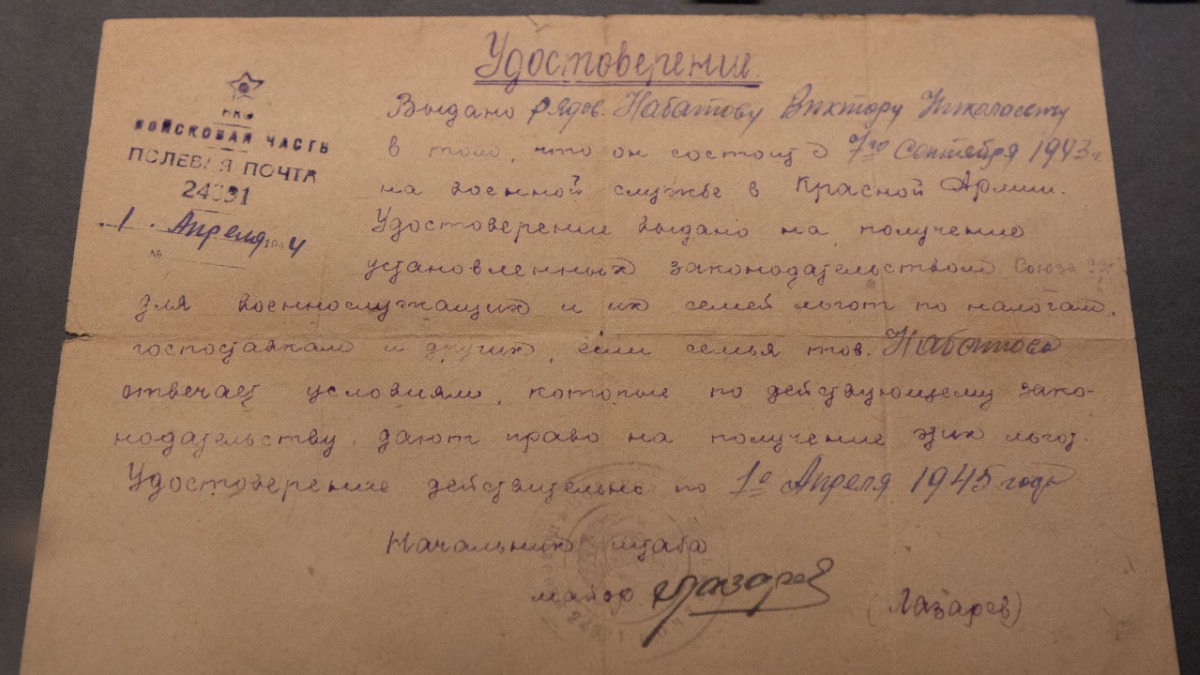 Удостоверение
НКО
ВОЙСКОВАЯ ЧАСТЬ
ПОЛЕВАЯ ПОЧТА
24031
1. Апреля 1944
№
Выдано рядов. Набатову Виктору Николаевичу
в том, что он состоит с 7го Сентября 1943 г.
на военной службе в Красной Армии.
Удостоверение выдано на получение
установленных законодательством Союза ССР
для военнослужащих и их семей льгот по налогам,
госпоставкам и других, если семья тов. Набатова
отвечает условиям, которые по действующему зако-
нодательству дают право на получение этих льгот.
Удостоверение действительно по 1е Апреля 1945 года
Начальник штаба
майор Лазарев (Лазарев)